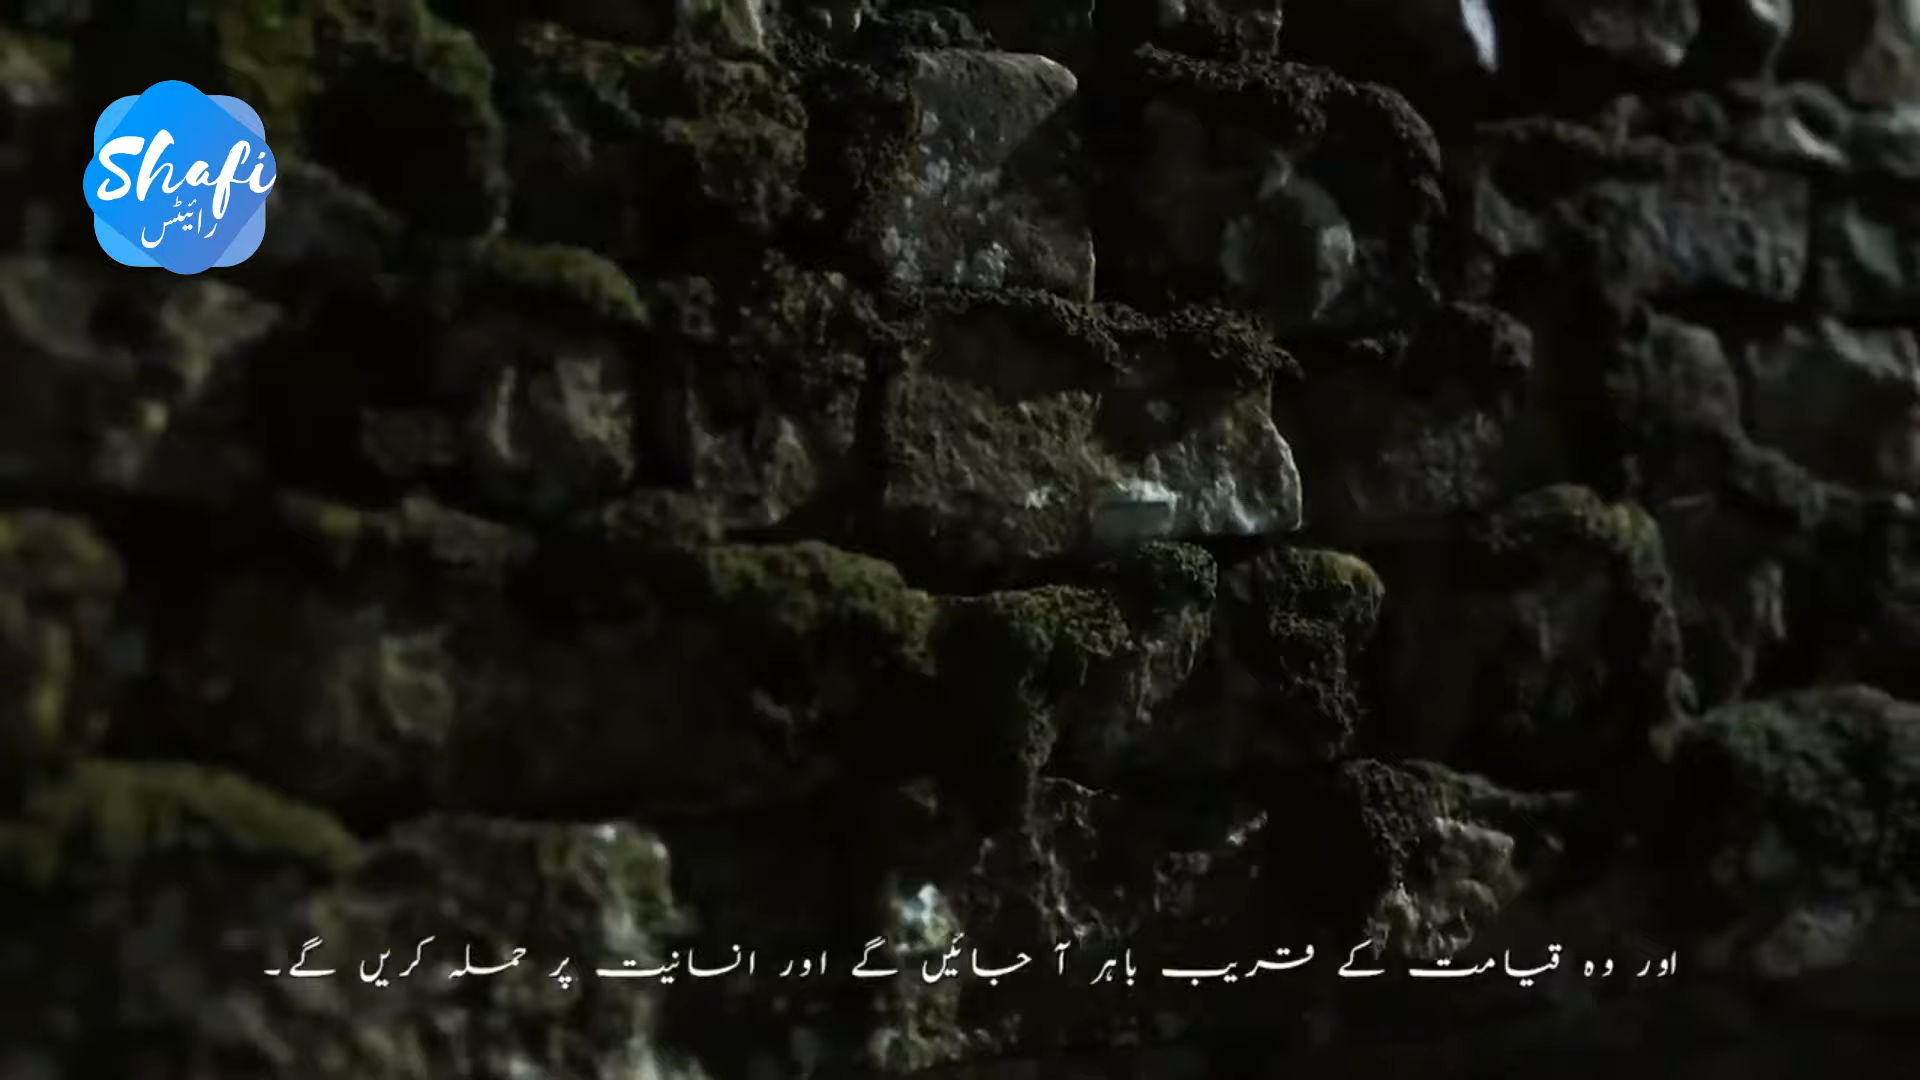 Shafi
رائیٹس
اور وہ قیامت کے قریب باہر آ جائیں گے اور انسانیت پر حملہ کریں گے۔